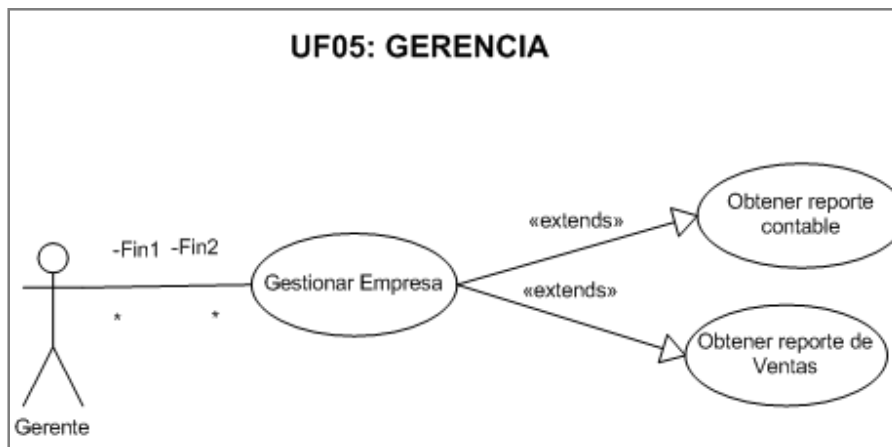 UF05: GERENCIA
Obtener reporte
contable
«extends»
-Fin1 -Fin2
Gestionar Empresa
«extends»
* *
Obtener reporte de
Ventas
Gerente